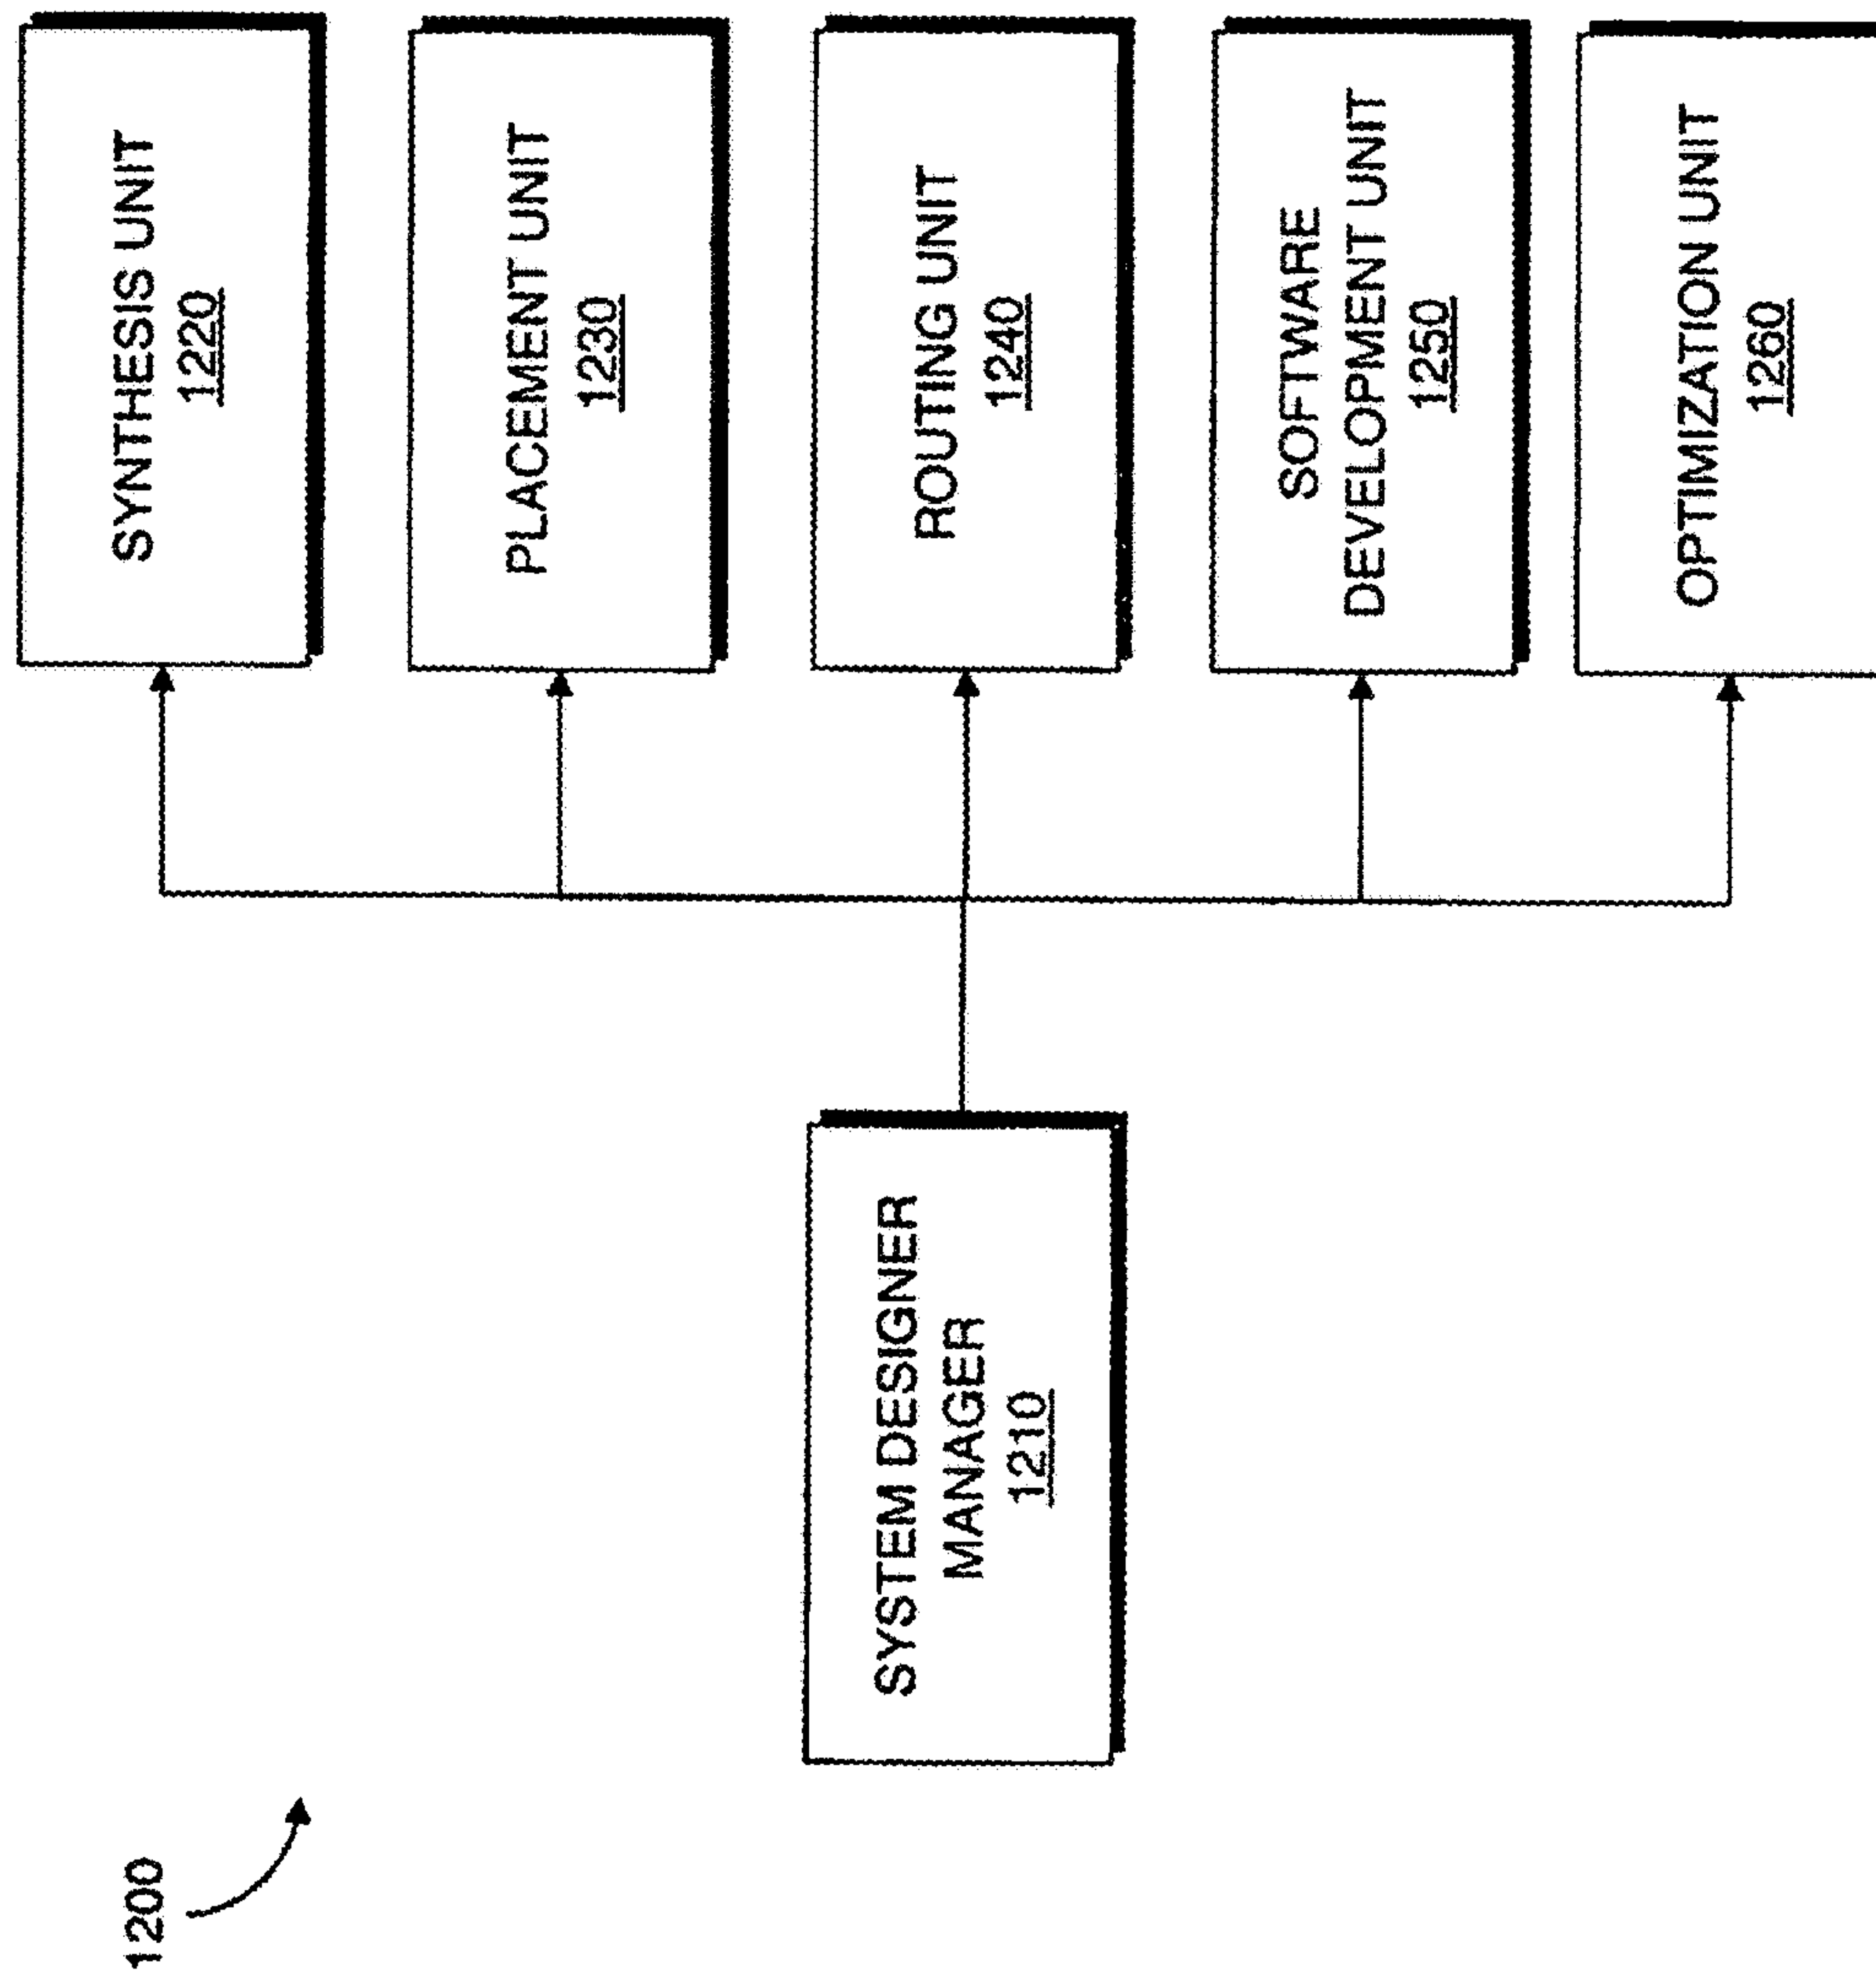 1200
SYSTEM DESIGNER
MANAGER
1210
SYNTHESIS UNIT
1220
PLACEMENT UNIT
1230
ROUTING UNIT
1240
SOFTWARE
DEVELOPMENT UNIT
1250
OPTIMIZATION UNIT
1260